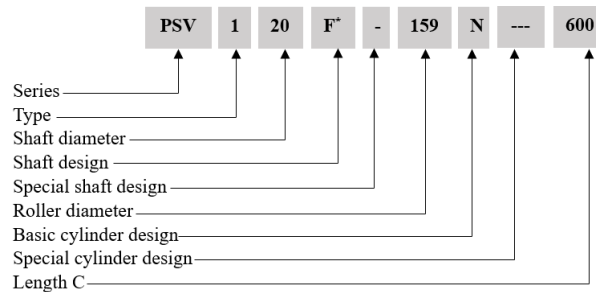 PSV 1 20 F* - 159 N --- 600
Series
Type
Shaft diameter
Shaft design
Special shaft design
Roller diameter
Basic cylinder design
Special cylinder design
Length C